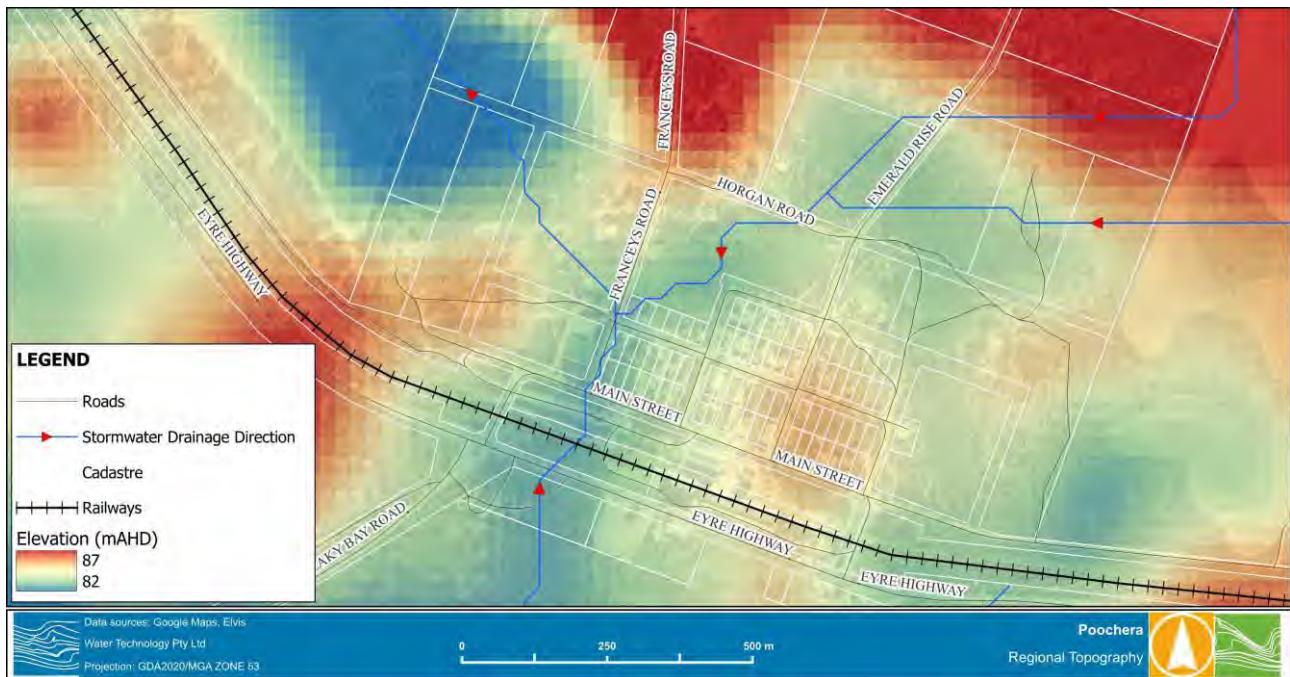 FRANCEYS ROAD
EMERALD RISE ROAD
HORGAN ROAD
FRANCEYS ROAD
EYRE HIGHWAY
MAIN STREET
MAIN STREET
EYRE HIGHWAY
EYRE HIGHWAY
AKY BAY ROAD
LEGEND
Roads
Stormwater Drainage Direction
Cadastre
Railways
Elevation (mAHD)
87
82
Data sources: Google Maps, Elvis
Water Technology Pty Ltd
Projection: GDA2020/MGA ZONE 53
0 250 500 m
Poochera
Regional Topography